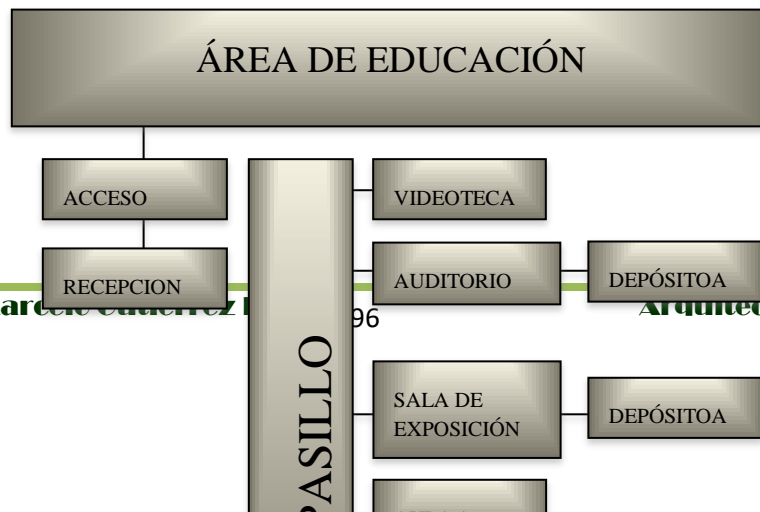 ÁREA DE EDUCACIÓN
ACCESO
VIDEOTECA
RECEPCION
AUDITORIO
DEPÓSITOA
96
PASILLO
SALA DE
EXPOSICIÓN
DEPÓSITOA